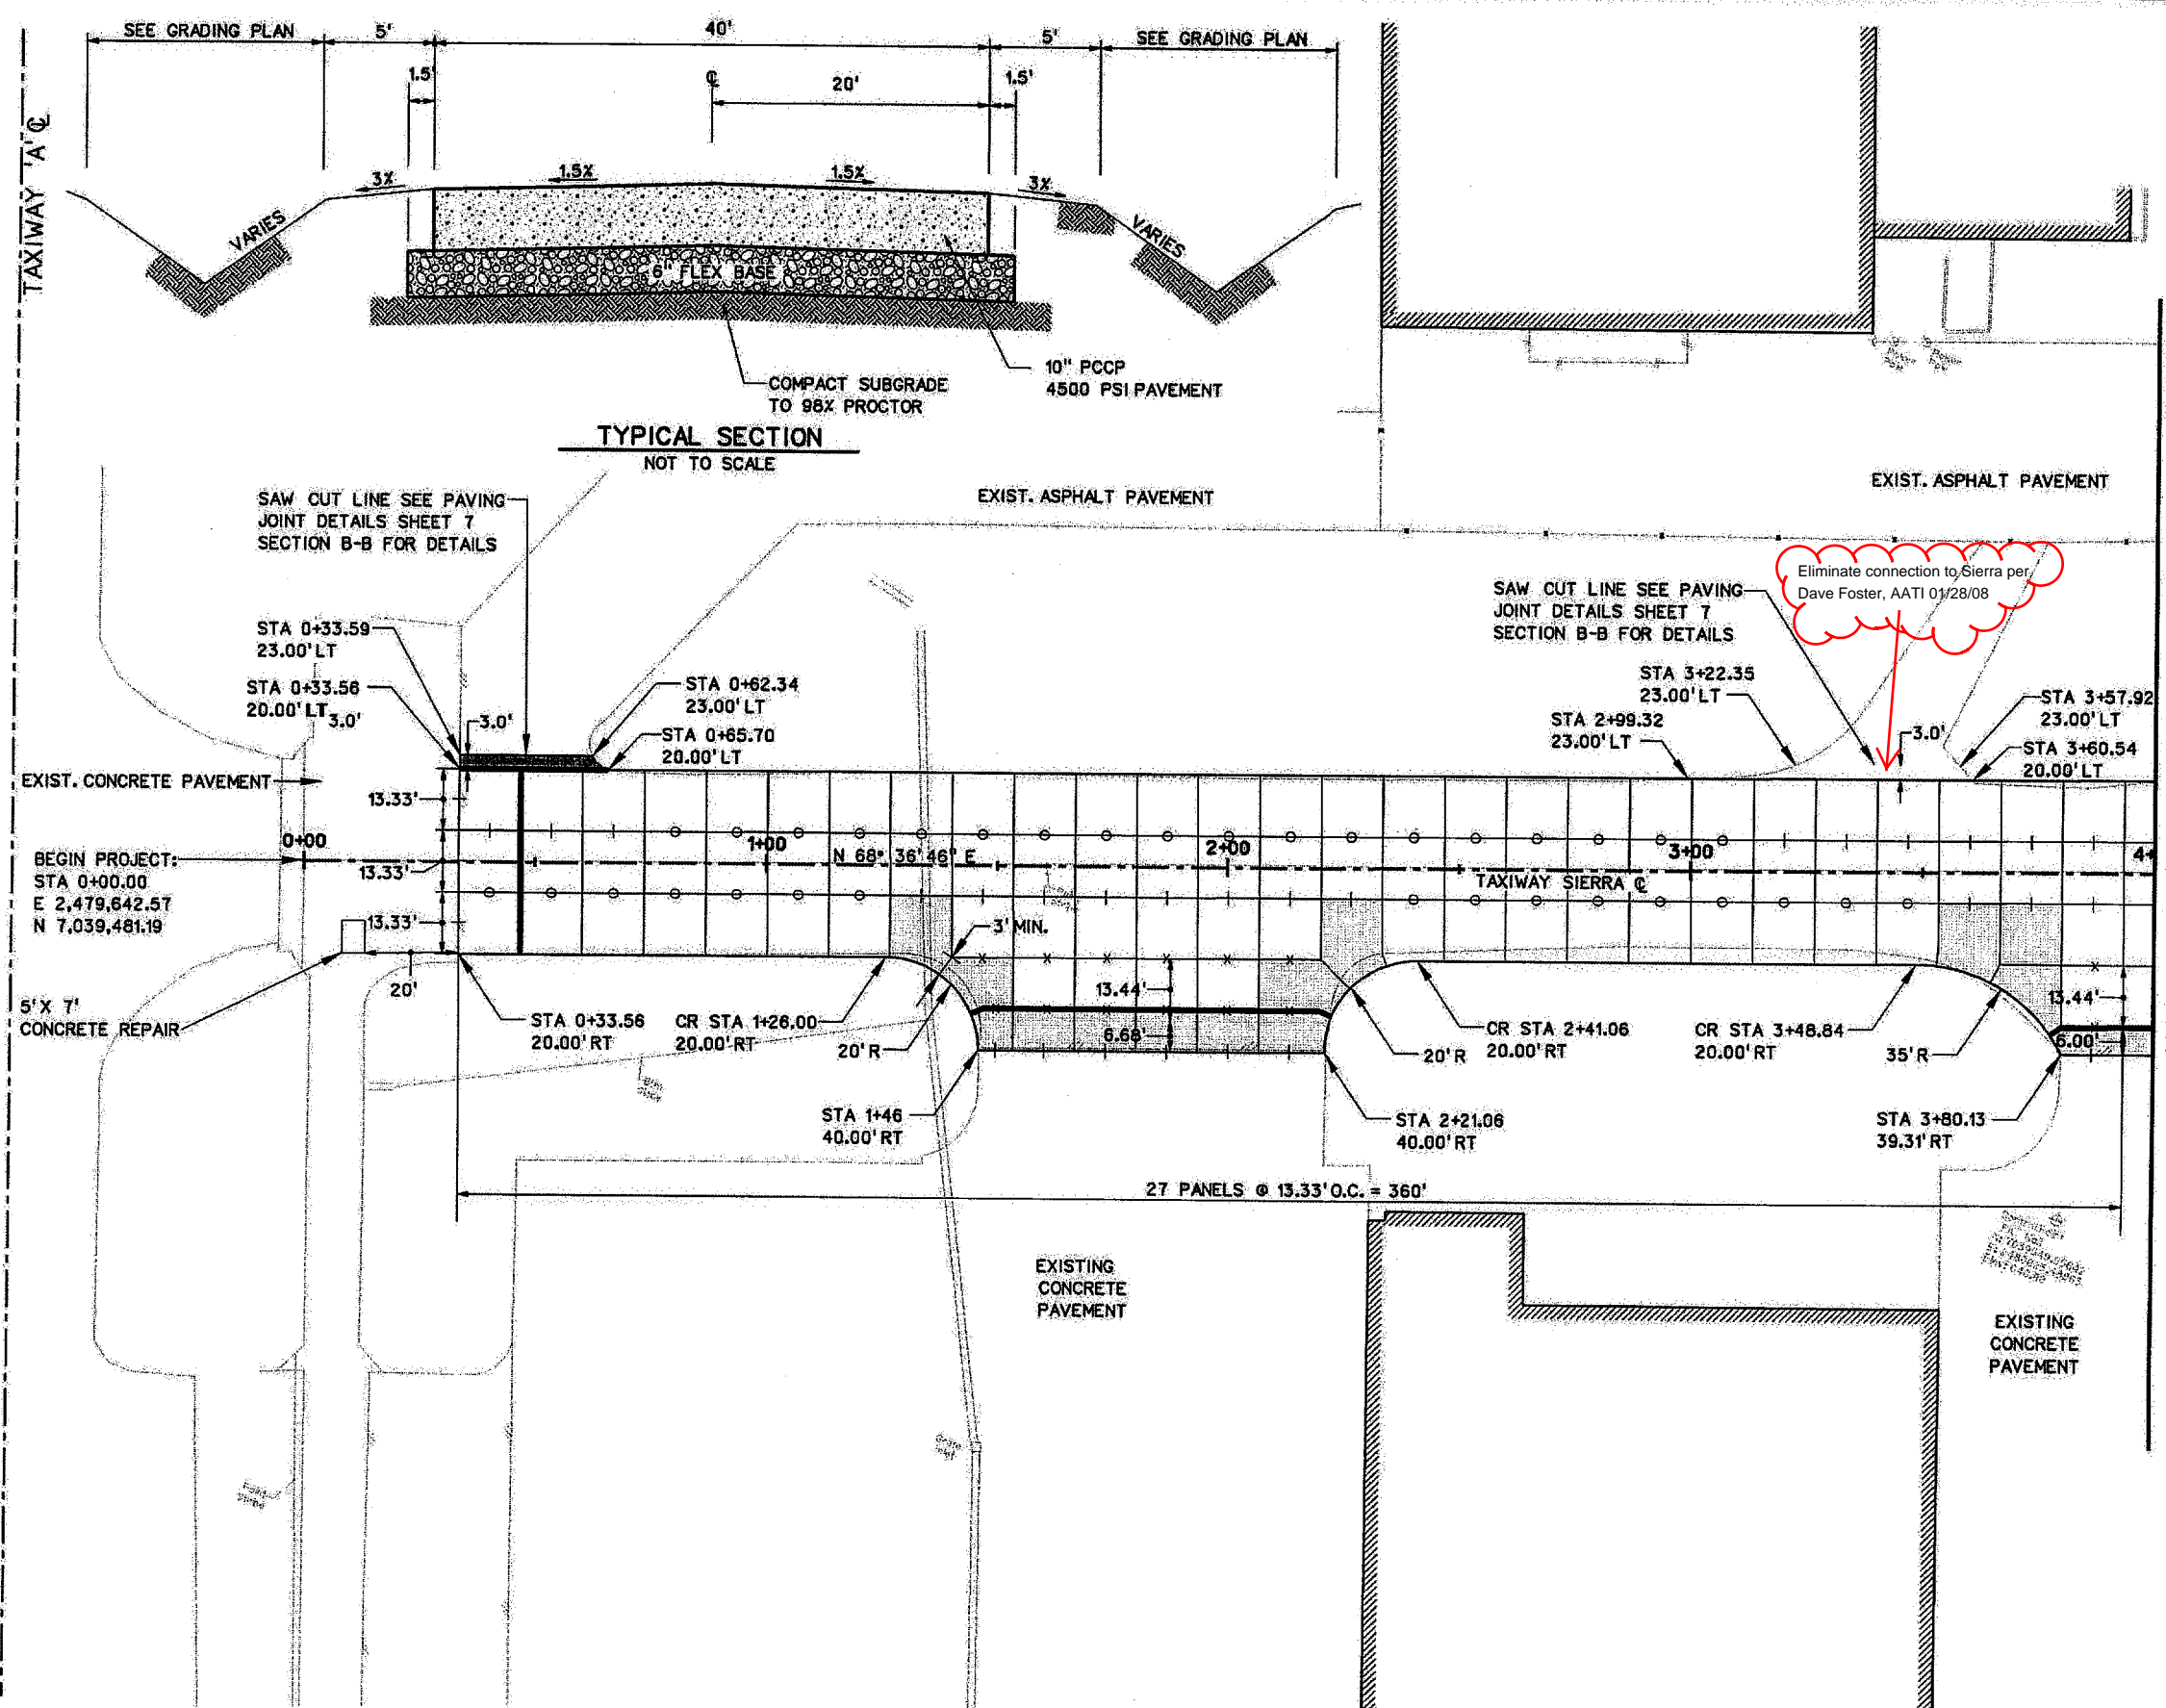 SEE GRADING PLAN
5'
40'
5'
SEE GRADING PLAN
1.5'
℄
20'
1.5'
TAXIWAY 'A' ℄
3%
1.5%
1.5%
3%
VARIES
VARIES
6" FLEX BASE
COMPACT SUBGRADE
TO 98% PROCTOR
10" PCCP
4500 PSI PAVEMENT
TYPICAL SECTION
NOT TO SCALE
SAW CUT LINE SEE PAVING
JOINT DETAILS SHEET 7
SECTION B-B FOR DETAILS
EXIST. ASPHALT PAVEMENT
EXIST. ASPHALT PAVEMENT
Eliminate connection to Sierra per
Dave Foster, AATI 01/28/08
SAW CUT LINE SEE PAVING
JOINT DETAILS SHEET 7
SECTION B-B FOR DETAILS
STA 0+33.59
23.00' LT
STA 0+33.56
20.00' LT
3.0'
3.0'
STA 0+62.34
23.00' LT
STA 0+65.70
20.00' LT
STA 3+22.35
23.00' LT
STA 2+99.32
23.00' LT
3.0'
STA 3+57.92
23.00' LT
STA 3+60.54
20.00' LT
EXIST. CONCRETE PAVEMENT
13.33'
13.33'
13.33'
0+00
1+00
N 68° 36' 46" E
2+00
3+00
4+
TAXIWAY SIERRA ℄
BEGIN PROJECT:
STA 0+00.00
E 2,479,642.57
N 7,039,481.19
3' MIN.
5' X 7'
CONCRETE REPAIR
20'
STA 0+33.56
20.00' RT
CR STA 1+26.00
20.00' RT
20' R
13.44'
6.68'
20' R
CR STA 2+41.06
20.00' RT
CR STA 3+48.84
20.00' RT
35' R
13.44'
6.00'
STA 1+46
40.00' RT
STA 2+21.06
40.00' RT
STA 3+80.13
39.31' RT
27 PANELS @ 13.33' O.C. = 360'
EXISTING
CONCRETE
PAVEMENT
EXISTING
CONCRETE
PAVEMENT